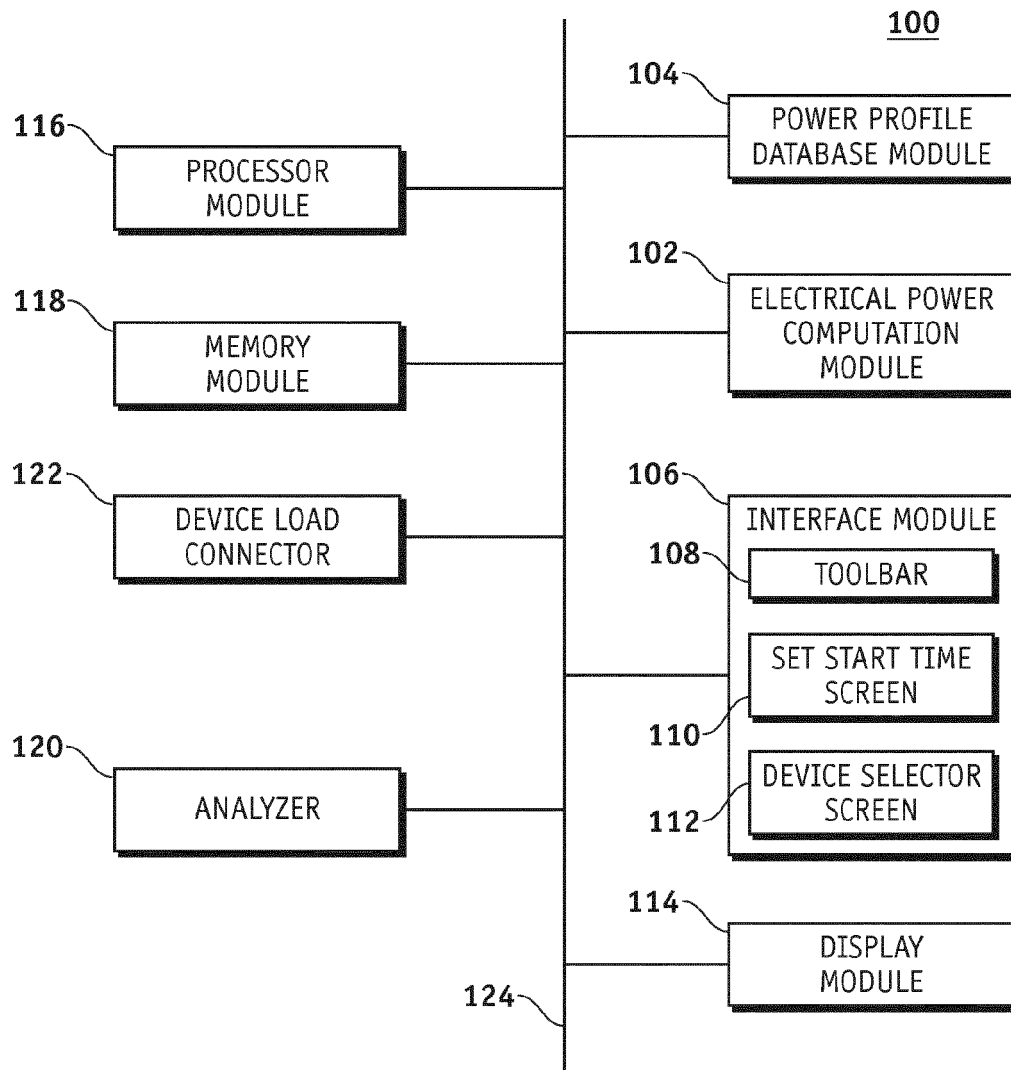 100
104
POWER PROFILE
DATABASE MODULE
116
PROCESSOR
MODULE
102
ELECTRICAL POWER
COMPUTATION
MODULE
118
MEMORY
MODULE
122
DEVICE LOAD
CONNECTOR
106
INTERFACE MODULE
108
TOOLBAR
SET START TIME
SCREEN
110
120
ANALYZER
DEVICE SELECTOR
SCREEN
112
114
DISPLAY
MODULE
124